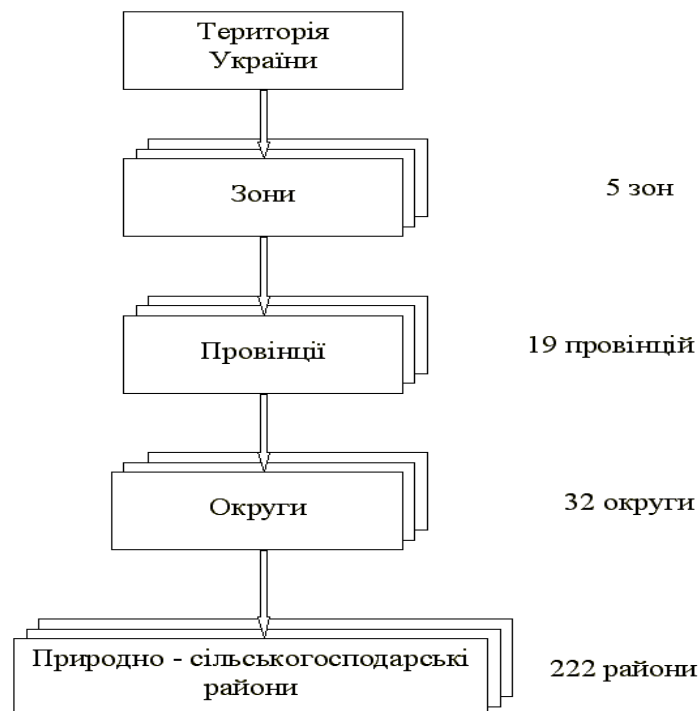 Територія
України
Зони
5 зон
Провінції
19 провінцій
Округи
32 округи
Природно - сільськогосподарські
райони
222 райони